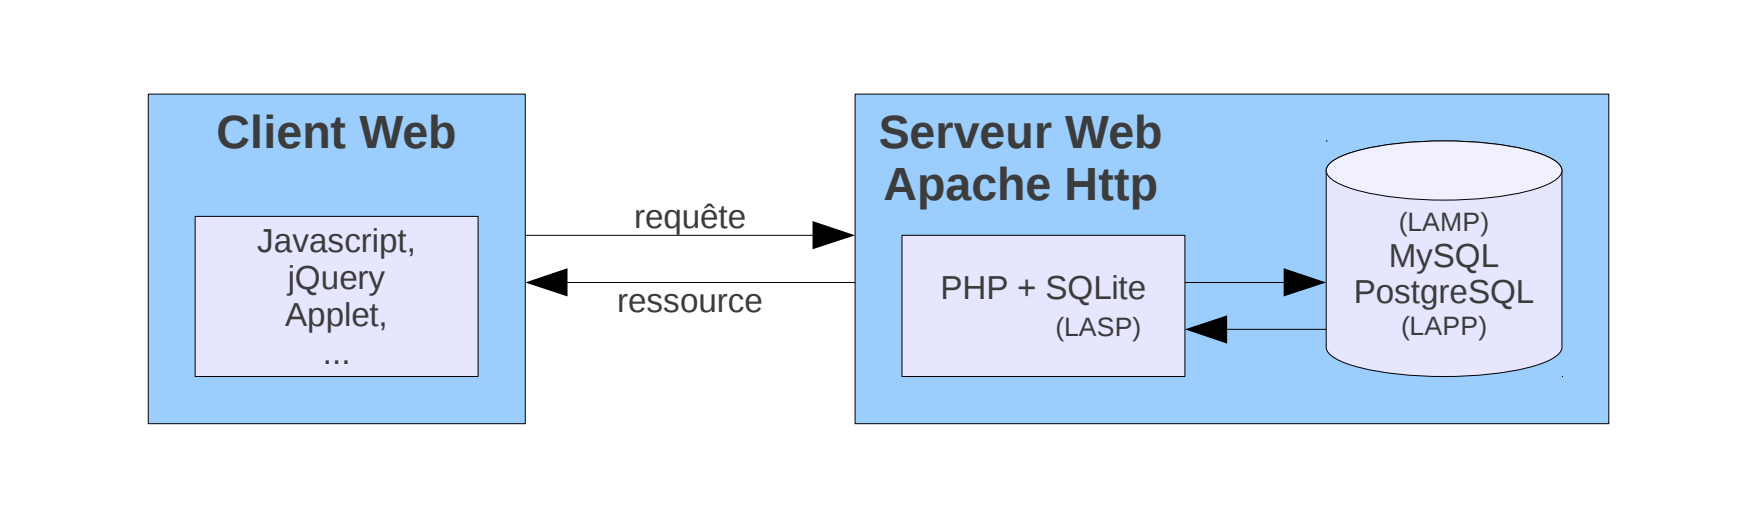 Client Web
Javascript,
jQuery
Applet,
...
requête
ressource
Serveur Web
Apache Http
PHP + SQLite
(LASP)
(LAMP)
MySQL
PostgreSQL
(LAPP)